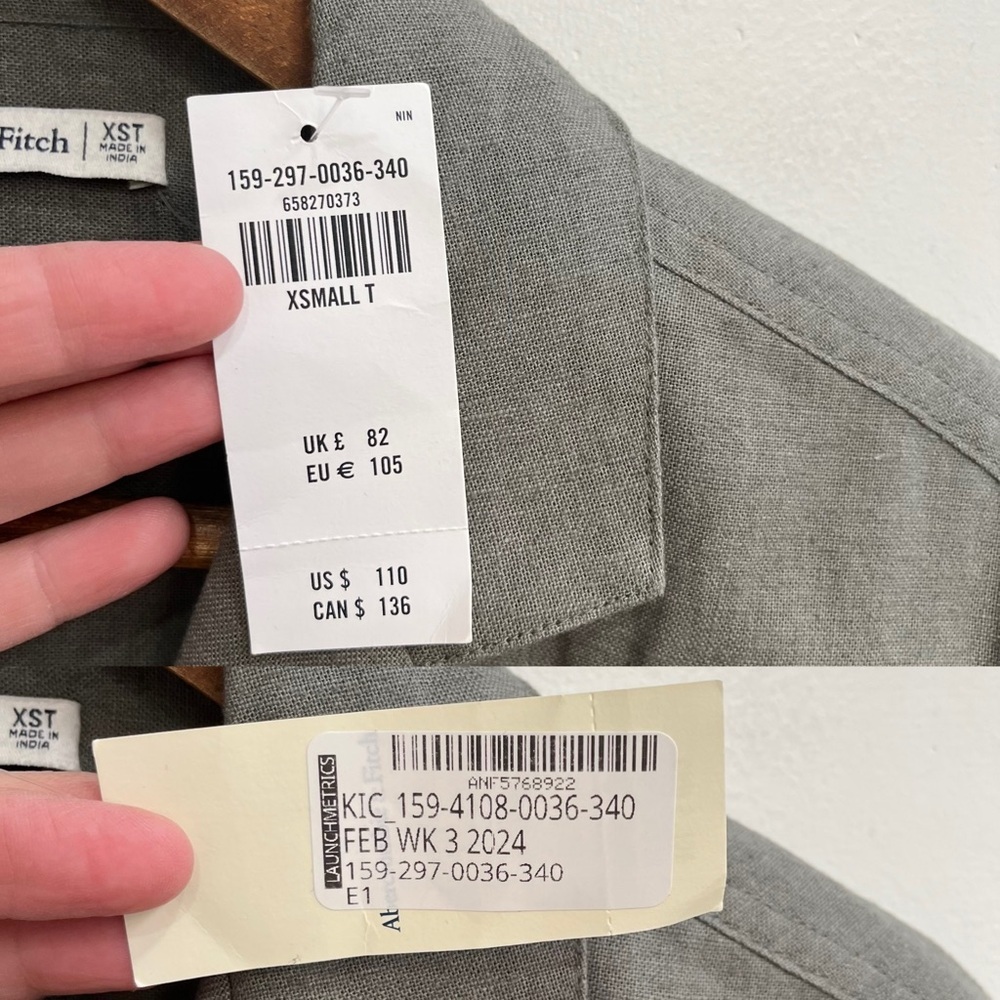 Fitch | XST
MADE IN
INDIA
NIN
159-297-0036-340
658270373
XSMALL T
UK £ 82
EU € 105
US $ 110
CAN $ 136
XST
MADE IN
INDIA
LAUNCHMETRICS
ANF5768922
KIC_159-4108-0036-340
FEB WK 3 2024
159-297-0036-340
E1